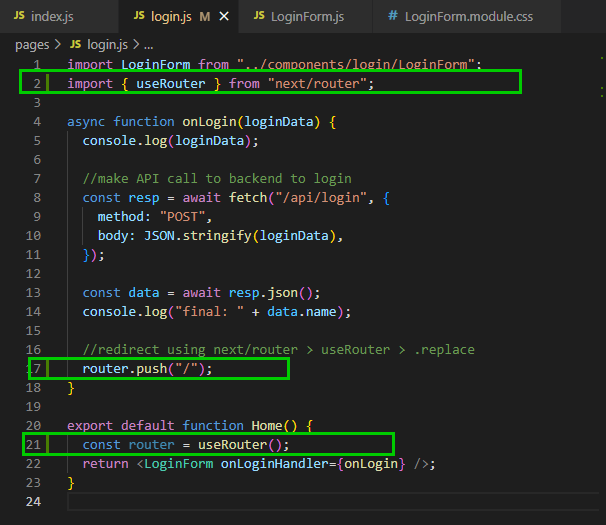 index.js login.js M LoginForm.js # LoginForm.module.css
pages > login.js > ...
1 import LoginForm from "../components/login/LoginForm";
2 import { useRouter } from "next/router";
3
4 async function onLogin(loginData) {
5 console.log(loginData);
6
7 //make API call to backend to login
8 const resp = await fetch("/api/login", {
9 method: "POST",
10 body: JSON.stringify(loginData),
11 });
12
13 const data = await resp.json();
14 console.log("final: " + data.name);
15
16 //redirect using next/router > useRouter > .replace
17 router.push("/");
18 }
19
20 export default function Home() {
21 const router = useRouter();
22 return <LoginForm onLoginHandler={onLogin} />;
23 }
24